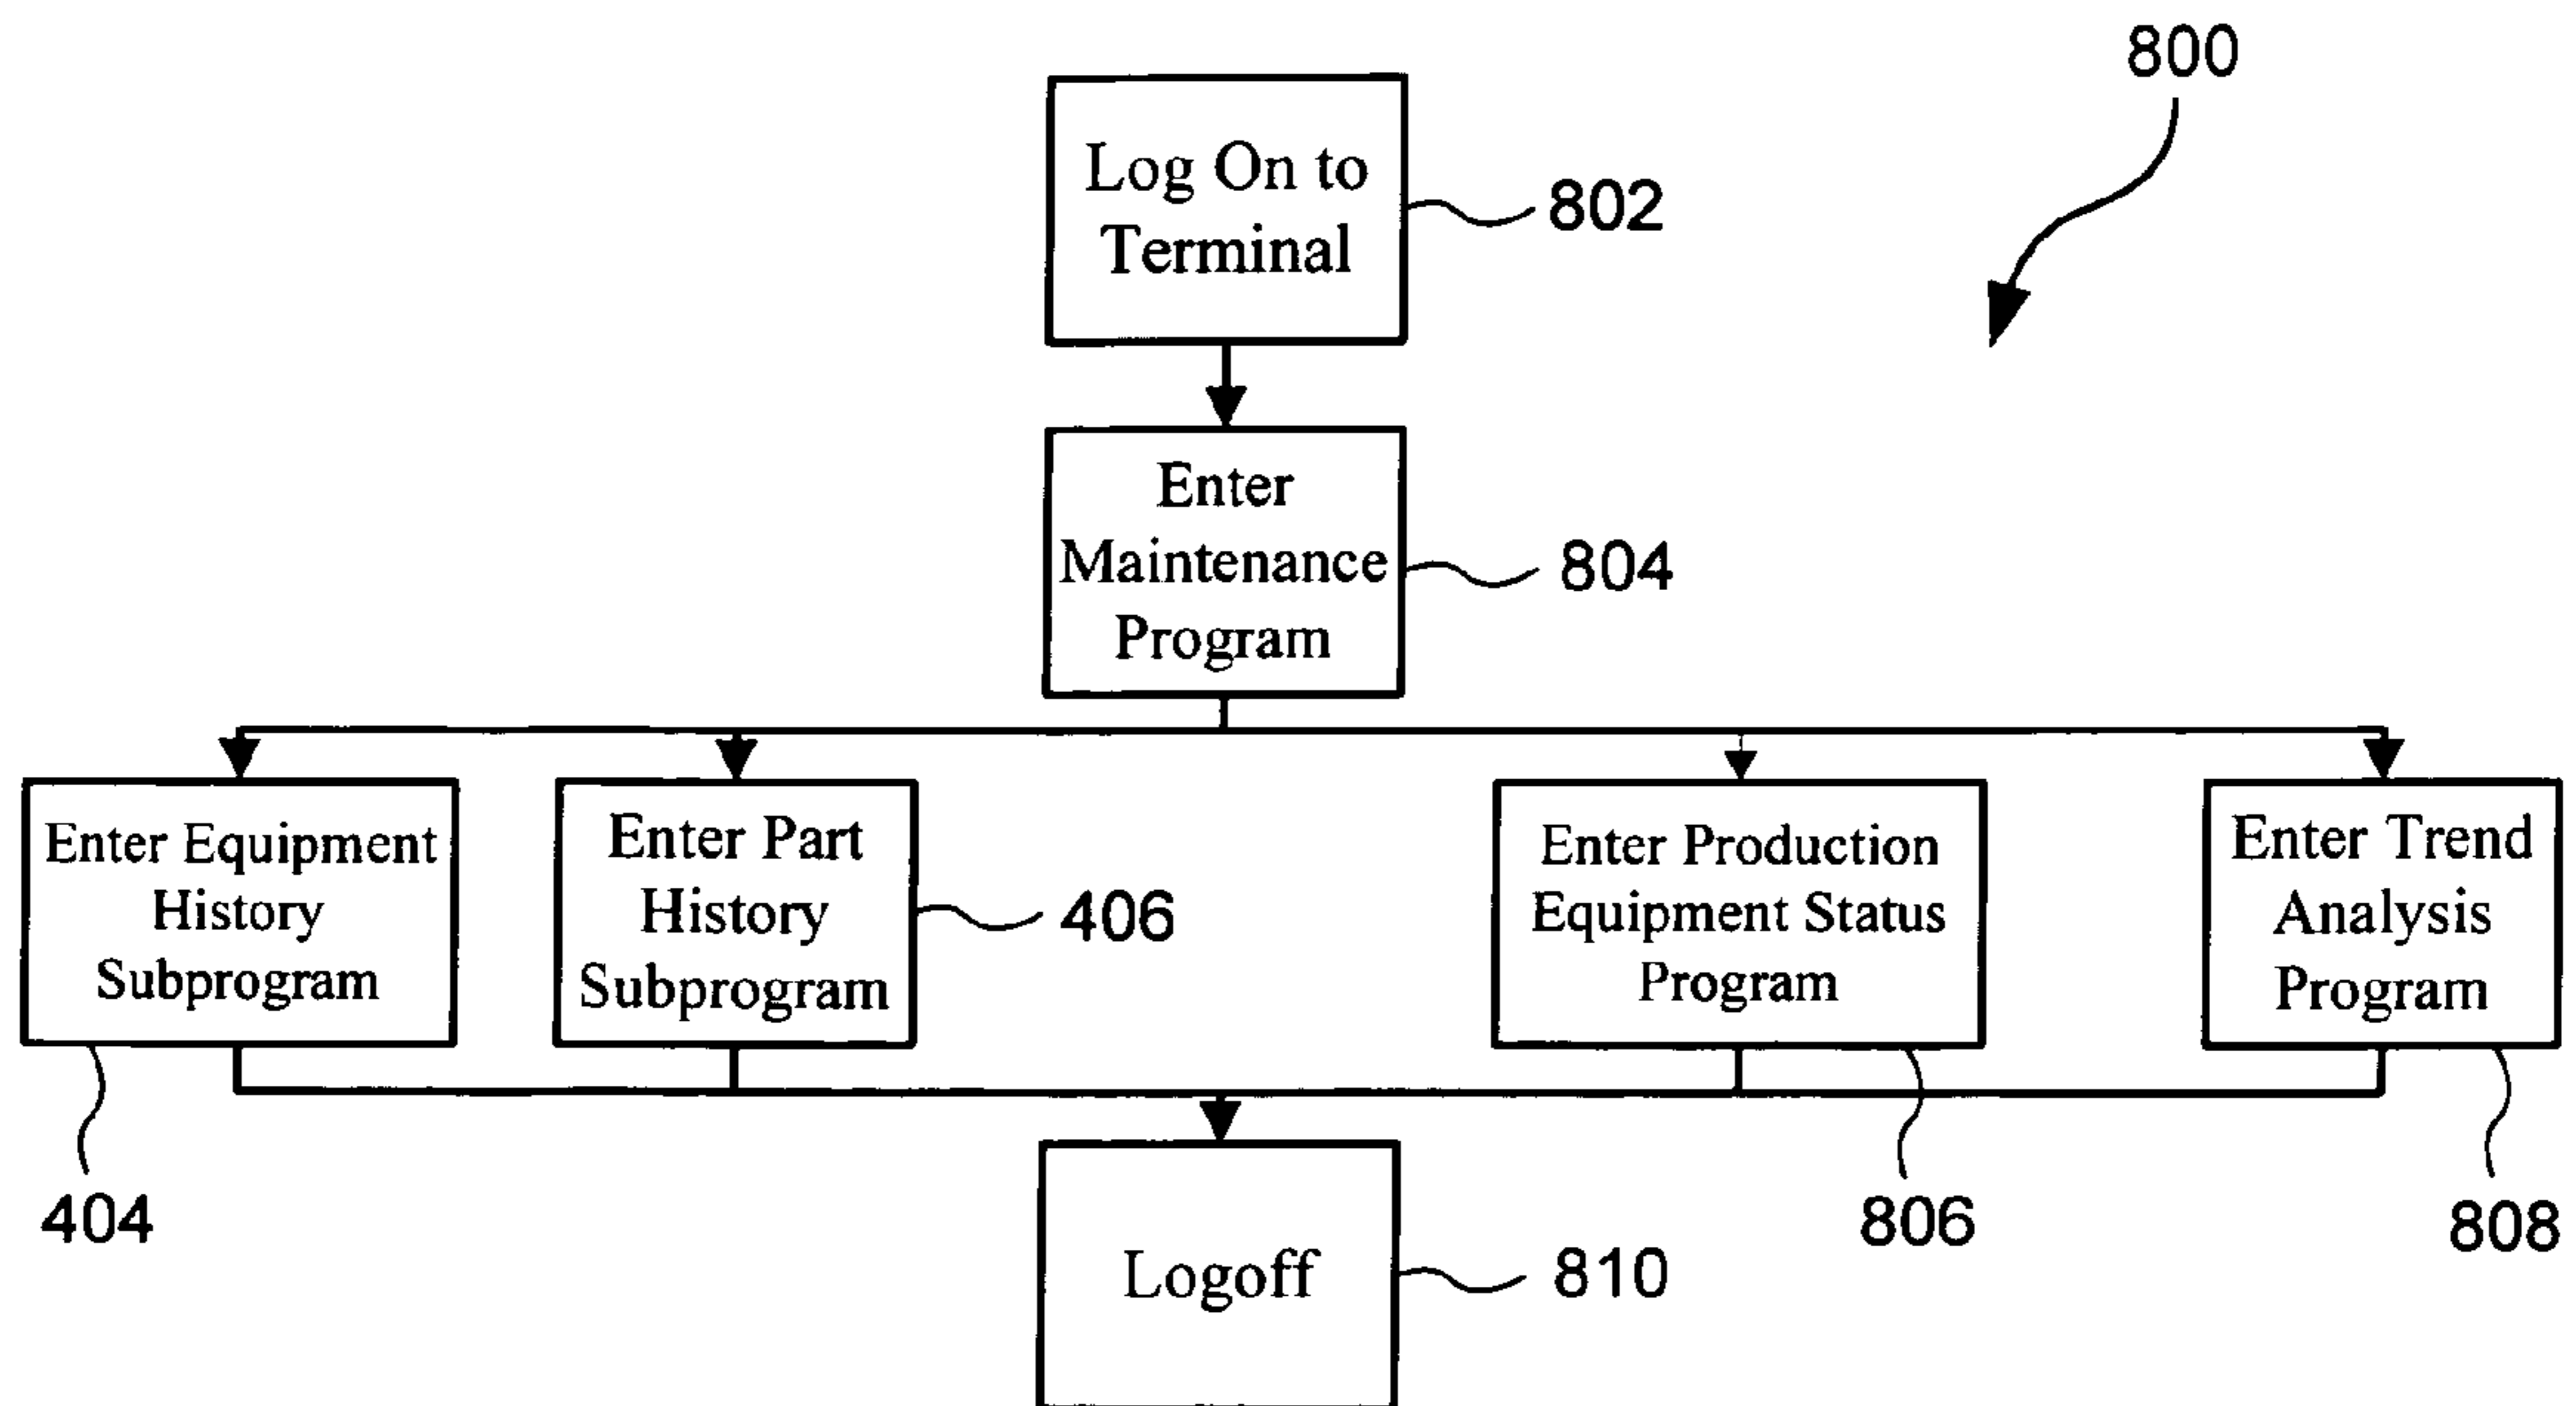 800
Log On to
Terminal
802
Enter
Maintenance
Program
804
Enter Equipment
History
Subprogram
404
Enter Part
History
Subprogram
406
Enter Production
Equipment Status
Program
806
Enter Trend
Analysis
Program
808
Logoff
810